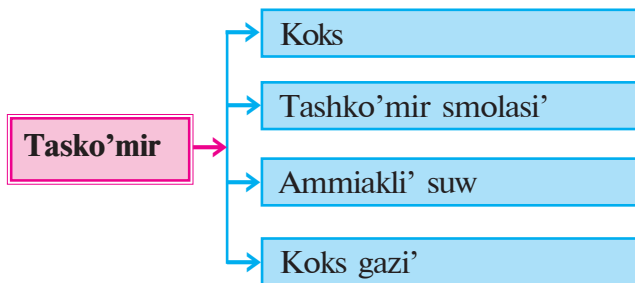 Koks
Tashko’mir smolasi’
Tasko’mir
Ammiakli’ suw
Koks gazi’